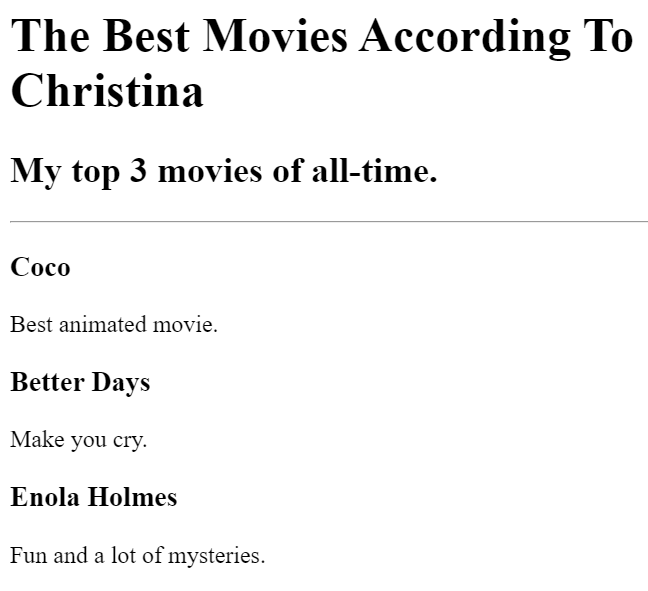 The Best Movies According To
Christina
My top 3 movies of all-time.
Coco
Best animated movie.
Better Days
Make you cry.
Enola Holmes
Fun and a lot of mysteries.